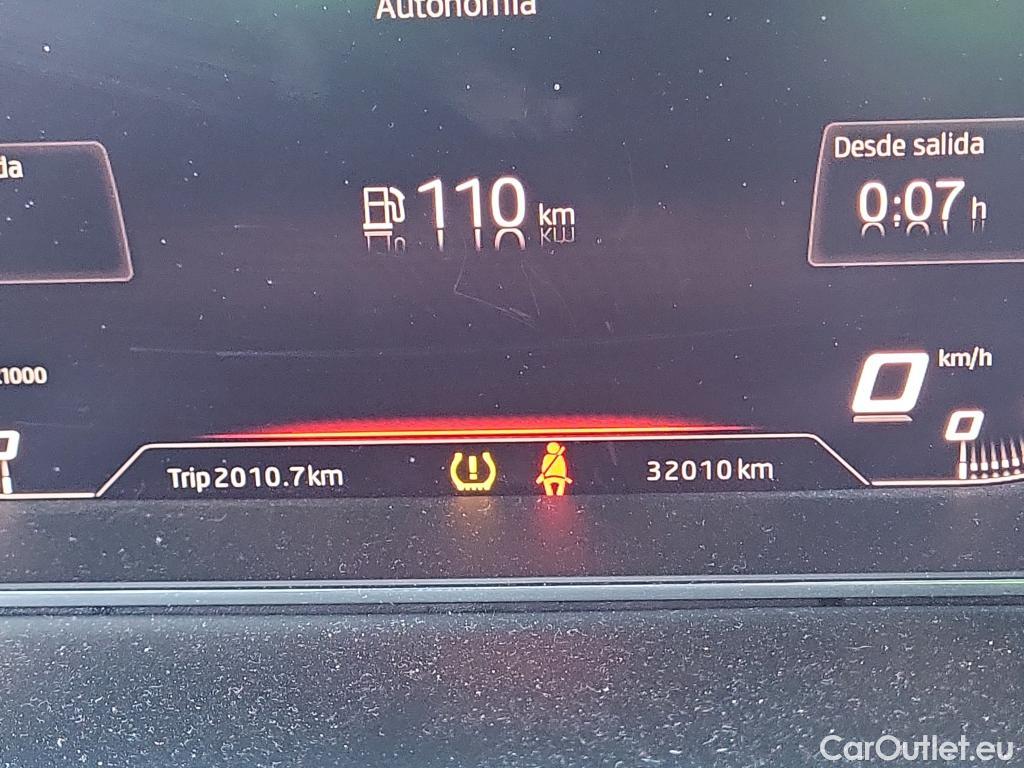 Autonomía
da
Desde salida
110 km
0:07 h
x1000
0 km/h
0
0
Trip 2010.7 km
32010 km
CarOutlet.eu